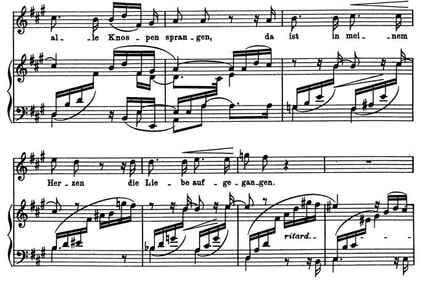 al - le Knos - pen spran - gen, da ist in mei - nem
Her - zen die Lie - be auf - ge - gan - gen.
ritard.